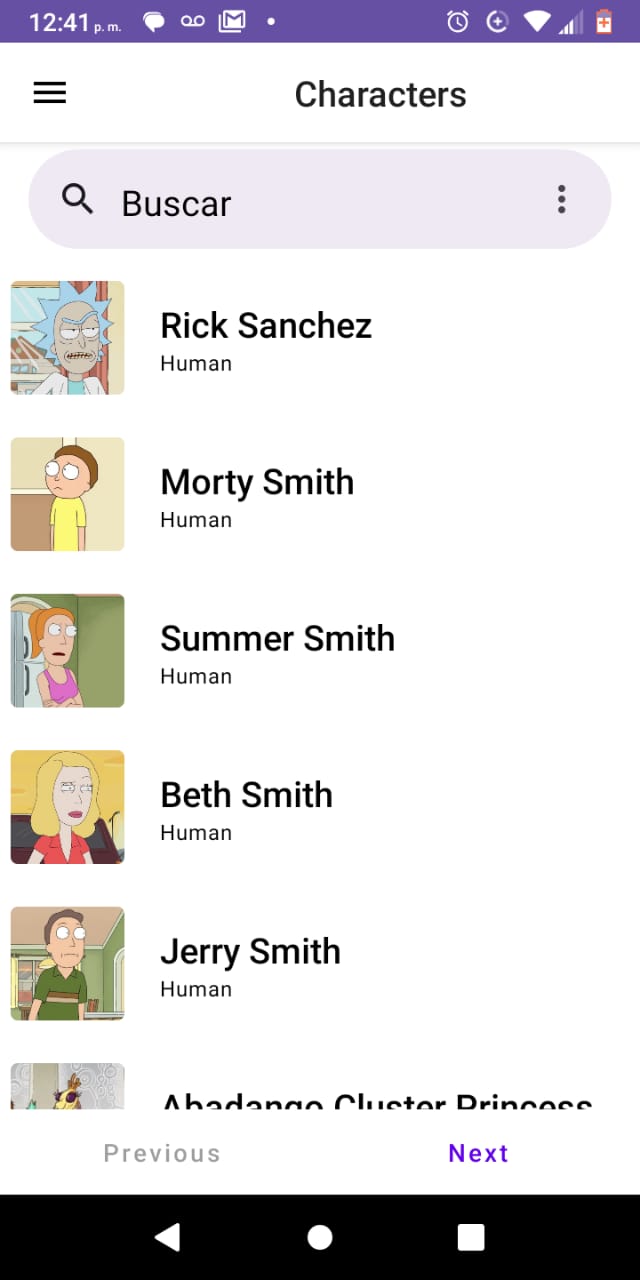 12:41 p. m.
Characters
Buscar
Rick Sanchez
Human
Morty Smith
Human
Summer Smith
Human
Beth Smith
Human
Jerry Smith
Human
Abadango Cluster Princess
Previous
Next